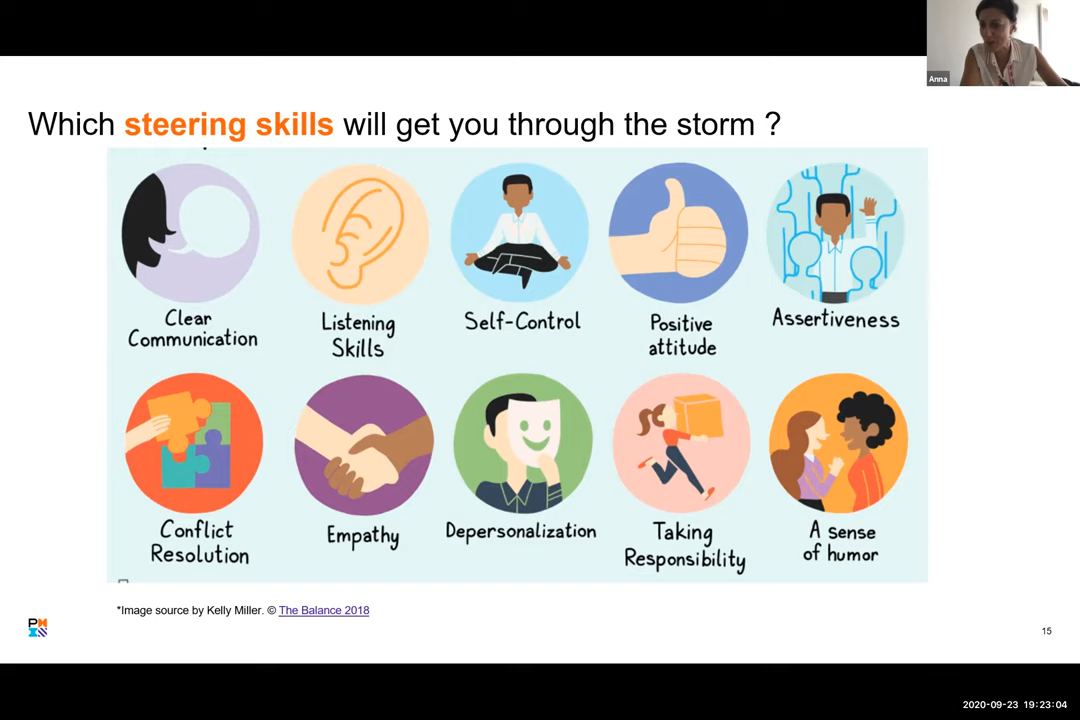 Anna
Which steering skills will get you through the storm ?
Clear
Communication
Listening
Skills
Self-Control
Positive
attitude
Assertiveness
Conflict
Resolution
Empathy
Depersonalization
Taking
Responsibility
A sense
of humor
*Image source by Kelly Miller. © The Balance 2018
15
2020-09-23 19:23:04